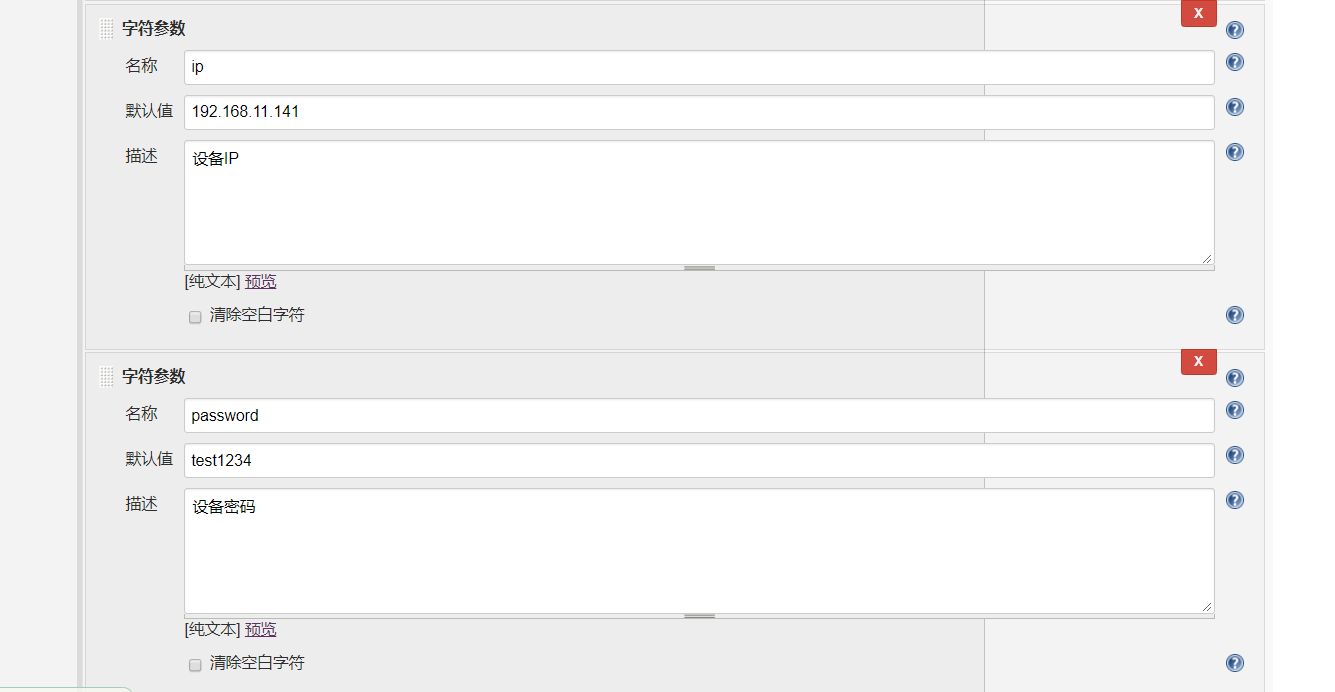 字符参数
X
名称
ip
默认值
192.168.11.141
描述
设备IP
[纯文本] 预览
清除空白字符
字符参数
X
名称
password
默认值
test1234
描述
设备密码
[纯文本] 预览
清除空白字符